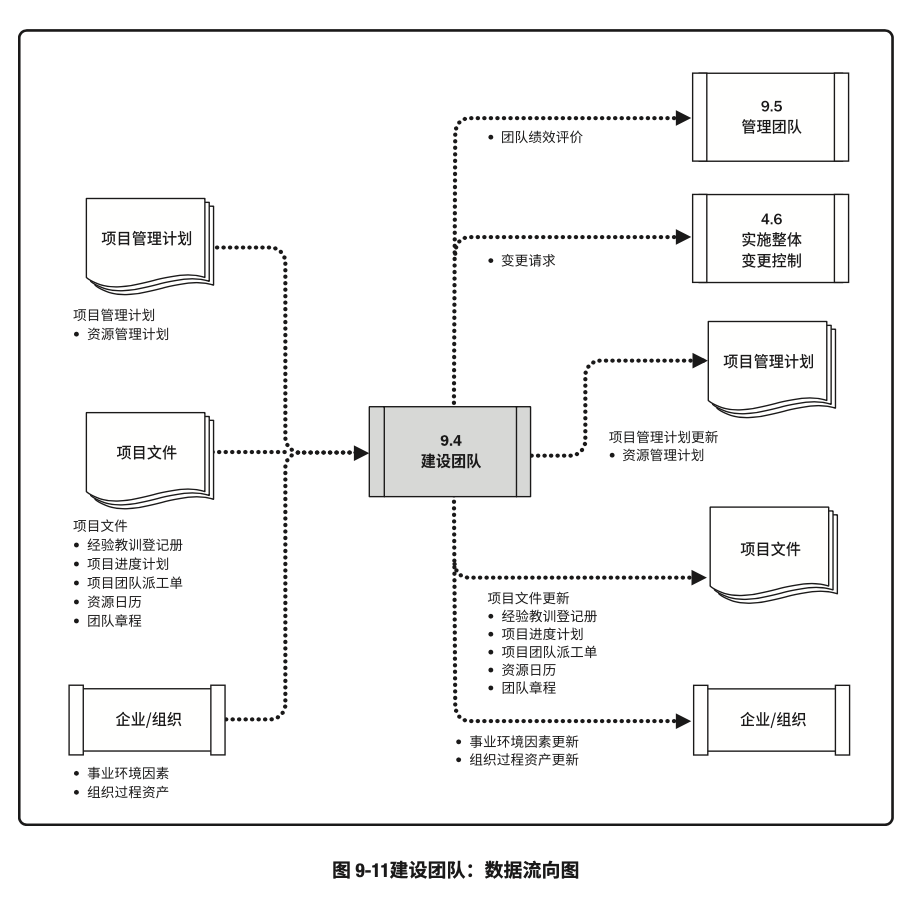 项目管理计划
项目管理计划
• 资源管理计划
项目文件
项目文件
• 经验教训登记册
• 项目进度计划
• 项目团队派工单
• 资源日历
• 团队章程
企业/组织
• 事业环境因素
• 组织过程资产
9.4
建设团队
• 团队绩效评价
9.5
管理团队
• 变更请求
4.6
实施整体
变更控制
项目管理计划
项目管理计划更新
• 资源管理计划
项目文件
项目文件更新
• 经验教训登记册
• 项目进度计划
• 项目团队派工单
• 资源日历
• 团队章程
企业/组织
• 事业环境因素更新
• 组织过程资产更新
图 9-11建设团队：数据流向图